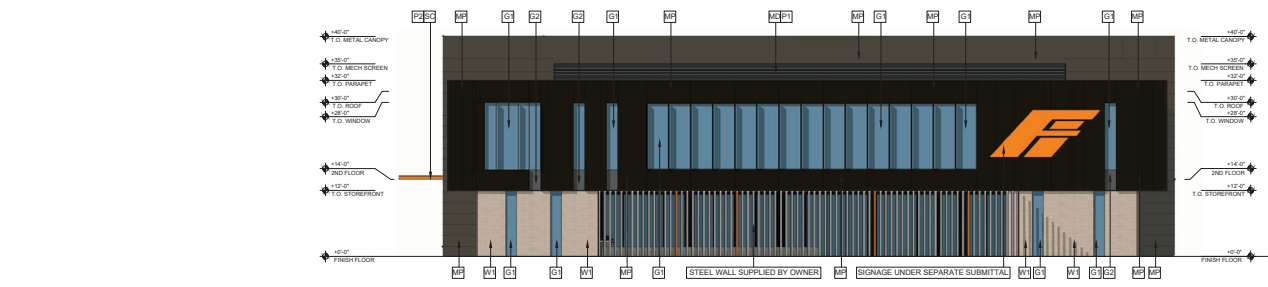 P2 SC MP G1 G2 G2 G1 MP MD P1 MP G1 MP G1 MP G1 MP
+40'-0"
T.O. METAL CANOPY
+35'-0"
T.O. MECH SCREEN
+32'-0"
T.O. PARAPET
+30'-0"
T.O. ROOF
+28'-0"
T.O. WINDOW
+14'-0"
2ND FLOOR
+12'-0"
T.O. STOREFRONT
+0'-0"
FINISH FLOOR
+40'-0"
T.O. METAL CANOPY
+35'-0"
T.O. MECH SCREEN
+32'-0"
T.O. PARAPET
+30'-0"
T.O. ROOF
+28'-0"
T.O. WINDOW
+14'-0"
2ND FLOOR
+12'-0"
T.O. STOREFRONT
+0'-0"
FINISH FLOOR
F
MP W1 G1 G1 W1 MP G1 STEEL WALL SUPPLIED BY OWNER MP SIGNAGE UNDER SEPARATE SUBMITTAL W1 G1 W1 G1 G2 MP MP